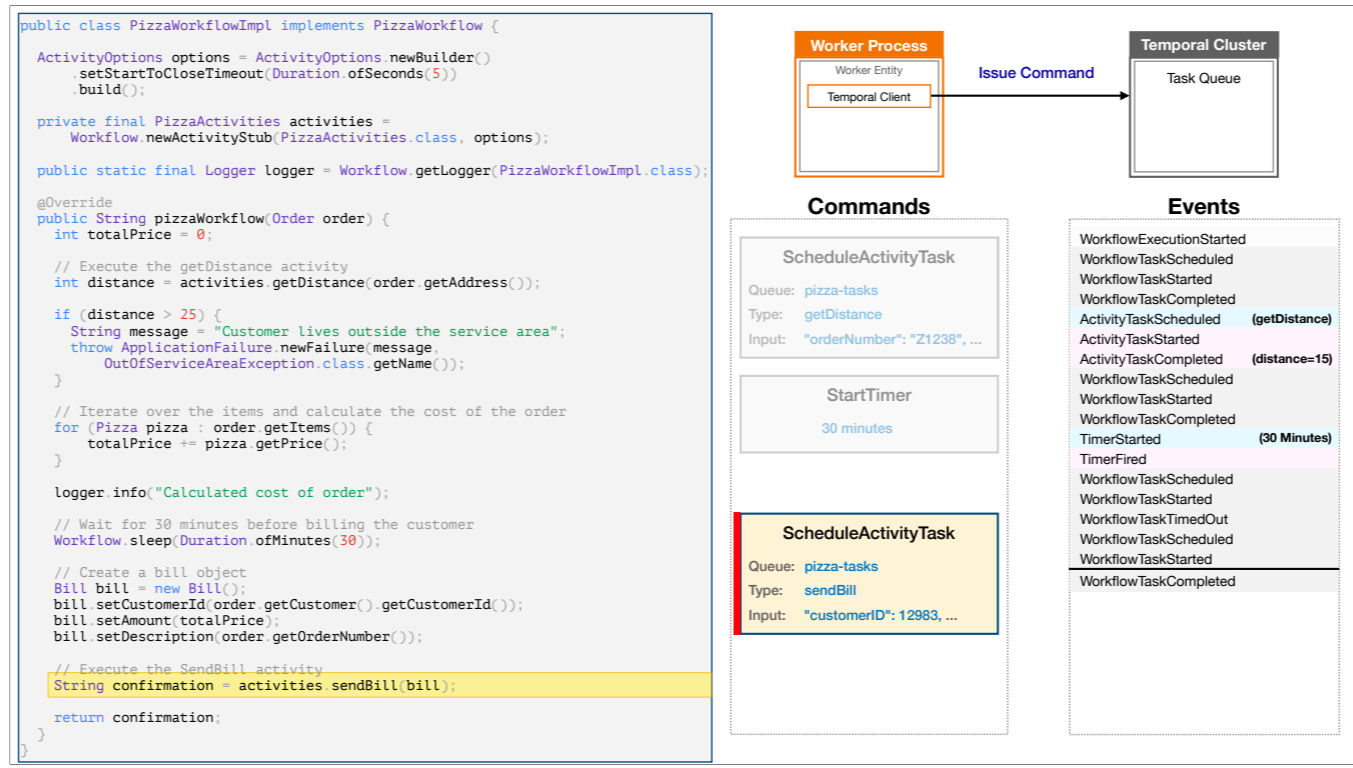 public class PizzaWorkflowImpl implements PizzaWorkflow {
ActivityOptions options = ActivityOptions.newBuilder()
.setStartToCloseTimeout(Duration.ofSeconds(5))
.build();
private final PizzaActivities activities =
Workflow.newActivityStub(PizzaActivities.class, options);
public static final Logger logger = Workflow.getLogger(PizzaWorkflowImpl.class);
@Override
public String pizzaWorkflow(Order order) {
int totalPrice = 0;
// Execute the getDistance activity
int distance = activities.getDistance(order.getAddress());
if (distance > 25) {
String message = "Customer lives outside the service area";
throw ApplicationFailure.newFailure(message,
OutOfServiceAreaException.class.getName());
}
// Iterate over the items and calculate the cost of the order
for (Pizza pizza : order.getItems()) {
totalPrice += pizza.getPrice();
}
logger.info("Calculated cost of order");
// Wait for 30 minutes before billing the customer
Workflow.sleep(Duration.ofMinutes(30));
// Create a bill object
Bill bill = new Bill();
bill.setCustomerId(order.getCustomer().getCustomerId());
bill.setAmount(totalPrice);
bill.setDescription(order.getOrderNumber());
// Execute the SendBill activity
String confirmation = activities.sendBill(bill);
return confirmation;
}
}
Worker Process
Worker Entity
Temporal Client
Issue Command
Temporal Cluster
Task Queue
Commands
ScheduleActivityTask
Queue: pizza-tasks
Type: getDistance
Input: "orderNumber": "Z1238", ...
StartTimer
30 minutes
ScheduleActivityTask
Queue: pizza-tasks
Type: sendBill
Input: "customerID": 12983, ...
Events
WorkflowExecutionStarted
WorkflowTaskScheduled
WorkflowTaskStarted
WorkflowTaskCompleted
ActivityTaskScheduled (getDistance)
ActivityTaskStarted
ActivityTaskCompleted (distance=15)
WorkflowTaskScheduled
WorkflowTaskStarted
WorkflowTaskCompleted
TimerStarted (30 Minutes)
TimerFired
WorkflowTaskScheduled
WorkflowTaskStarted
WorkflowTaskTimedOut
WorkflowTaskScheduled
WorkflowTaskStarted
WorkflowTaskCompleted